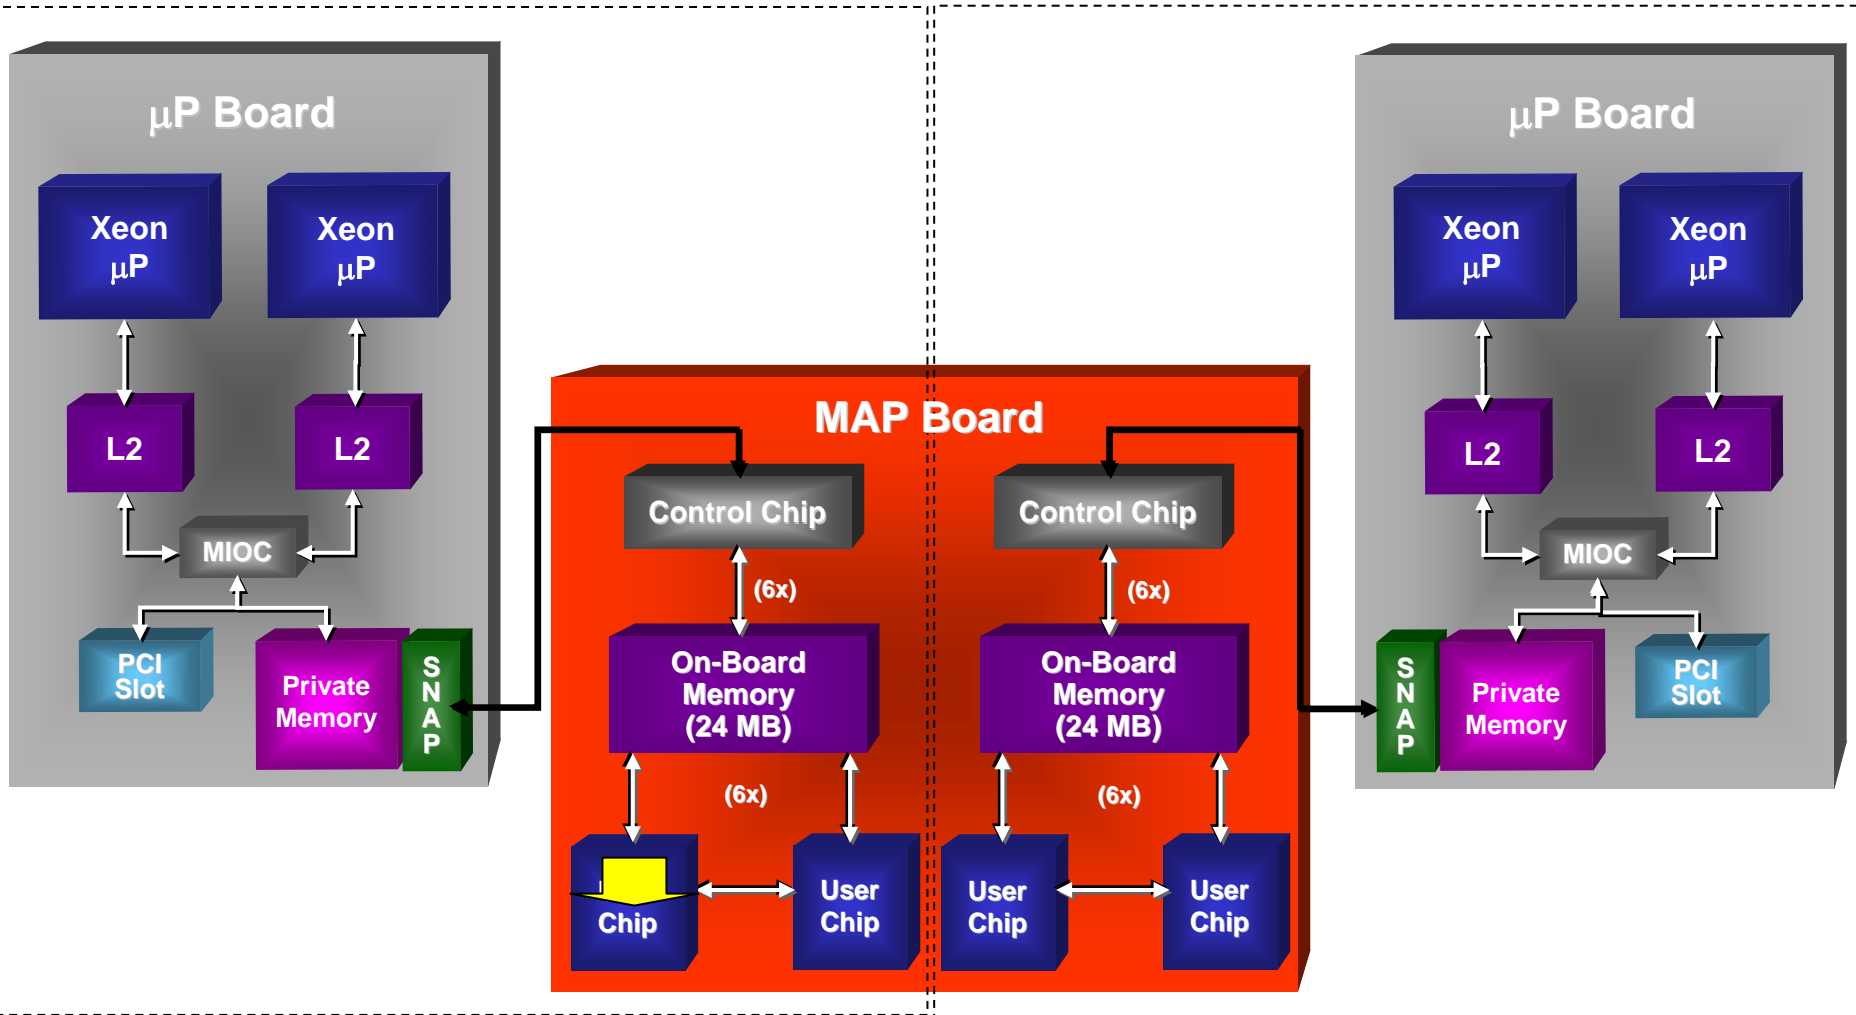 μP Board
Xeon
μP
Xeon
μP
L2
L2
MIOC
PCI
Slot
Private
Memory
S
N
A
P
MAP Board
Control Chip
Control Chip
(6x)
(6x)
On-Board
Memory
(24 MB)
On-Board
Memory
(24 MB)
(6x)
(6x)
Chip
User
Chip
User
Chip
User
Chip
μP Board
Xeon
μP
Xeon
μP
L2
L2
MIOC
S
N
A
P
Private
Memory
PCI
Slot